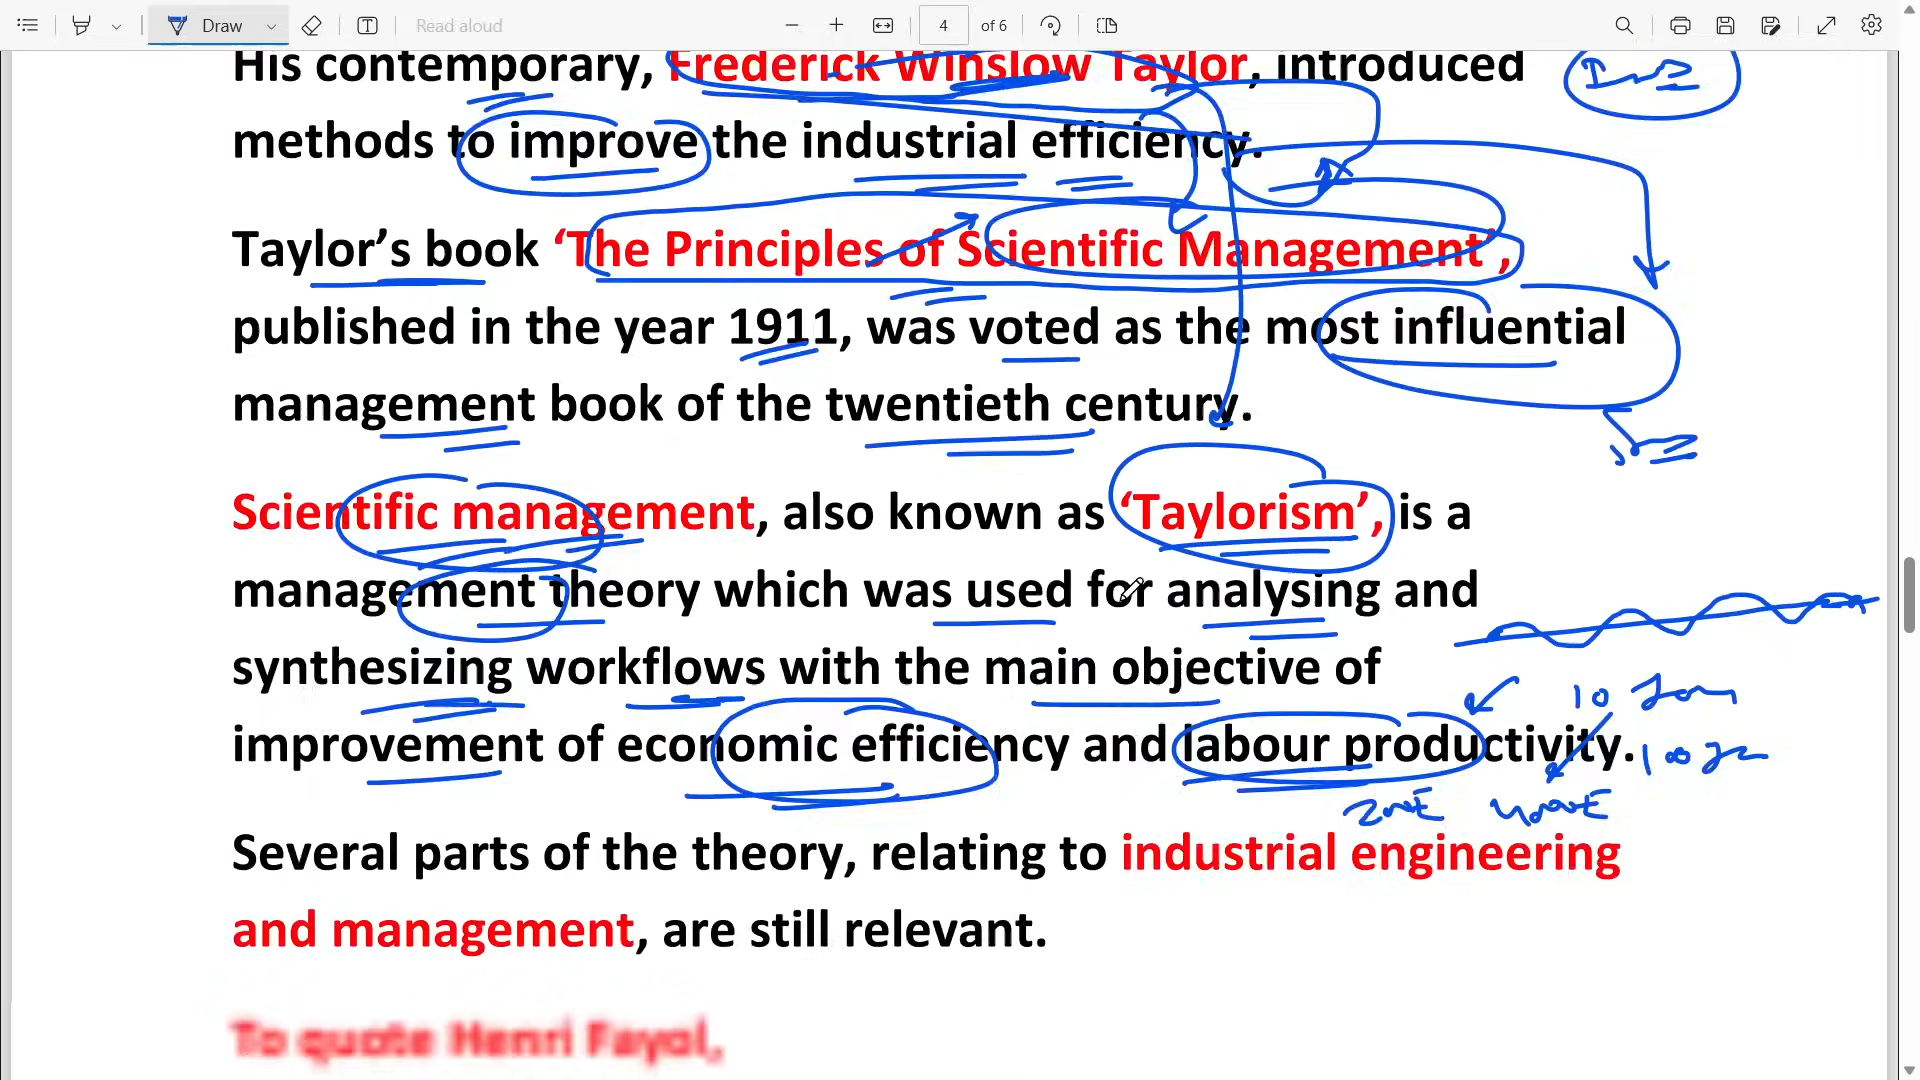 Draw
Read aloud
4
of 6
His contemporary, Frederick Winslow Taylor, introduced
methods to improve the industrial efficiency.
Taylor’s book ‘The Principles of Scientific Management’,
published in the year 1911, was voted as the most influential
management book of the twentieth century.
Scientific management, also known as ‘Taylorism’, is a
management theory which was used for analysing and
synthesizing workflows with the main objective of
10
improvement of economic efficiency and labour productivity.
Several parts of the theory, relating to industrial engineering
and management, are still relevant.
To quote Henri Fayol,